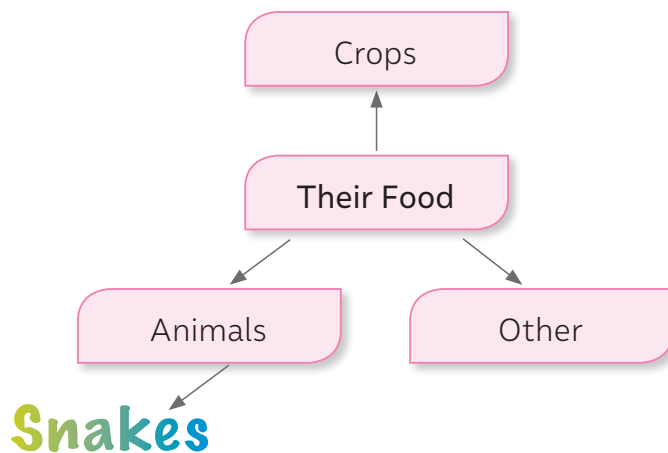 Crops
Their Food
Animals
Other
Snakes